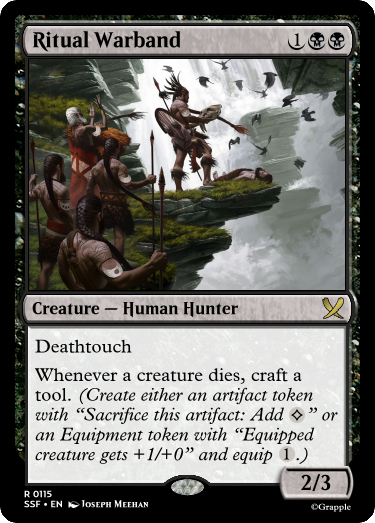 Ritual Warband 1
Creature — Human Hunter
Deathtouch
Whenever a creature dies, craft a
tool. (Create either an artifact token
with “Sacrifice this artifact: Add ” or
an Equipment token with “Equipped
creature gets +1/+0” and equip 1.)
2/3
R 0115
SSF • EN Joseph Meehan
©Grapple